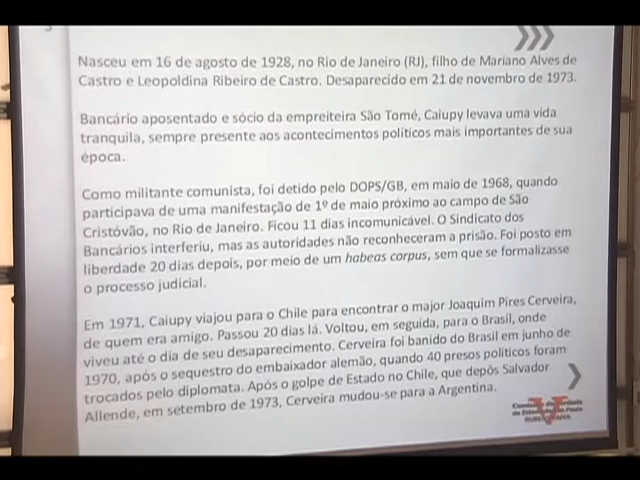 Nasceu em 16 de agosto de 1928, no Rio de Janeiro (RJ), filho de Mariano Alves de
Castro e Leopoldina Ribeiro de Castro. Desaparecido em 21 de novembro de 1973.
Bancário aposentado e sócio da empreiteira São Tomé, Caiupy levava uma vida
tranquila, sempre presente aos acontecimentos políticos mais importantes de sua
época.
Como militante comunista, foi detido pelo DOPS/GB, em maio de 1968, quando
participava de uma manifestação de 1º de maio próximo ao campo de São
Cristóvão, no Rio de Janeiro. Ficou 11 dias incomunicável. O Sindicato dos
Bancários interferiu, mas as autoridades não reconheceram a prisão. Foi posto em
liberdade 20 dias depois, por meio de um habeas corpus, sem que se formalizasse
o processo judicial.
Em 1971, Caiupy viajou para o Chile para encontrar o major Joaquim Pires Cerveira,
de quem era amigo. Passou 20 dias lá. Voltou, em seguida, para o Brasil, onde
viveu até o dia de seu desaparecimento. Cerveira foi banido do Brasil em junho de
1970, após o sequestro do embaixador alemão, quando 40 presos políticos foram
trocados pelo diplomata. Após o golpe de Estado no Chile, que depôs Salvador
Allende, em setembro de 1973, Cerveira mudou-se para a Argentina.